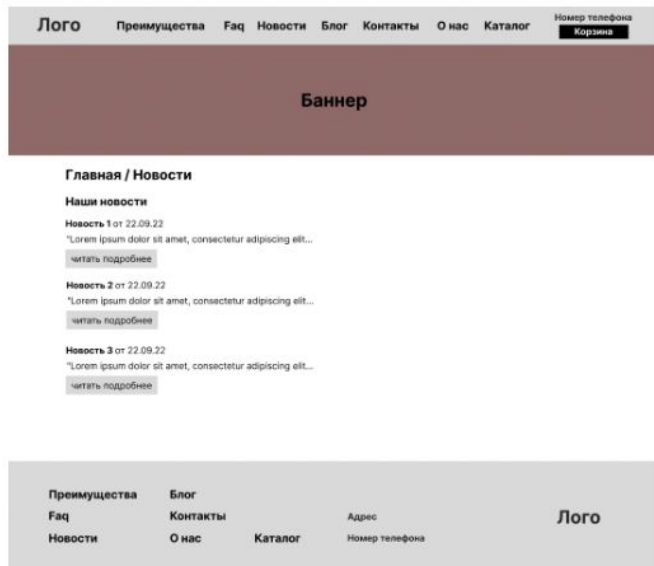 Лого Преимущества Faq Новости Блог Контакты О нас Каталог Номер телефона
Корзина
Баннер
Главная / Новости
Наши новости
Новость 1 от 22.09.22
"Lorem ipsum dolor sit amet, consectetur adipiscing elit...
читать подробнее
Новость 2 от 22.09.22
"Lorem ipsum dolor sit amet, consectetur adipiscing elit...
читать подробнее
Новость 3 от 22.09.22
"Lorem ipsum dolor sit amet, consectetur adipiscing elit...
читать подробнее
Преимущества Блог
Faq Контакты Адрес Лого
Новости О нас Каталог Номер телефона